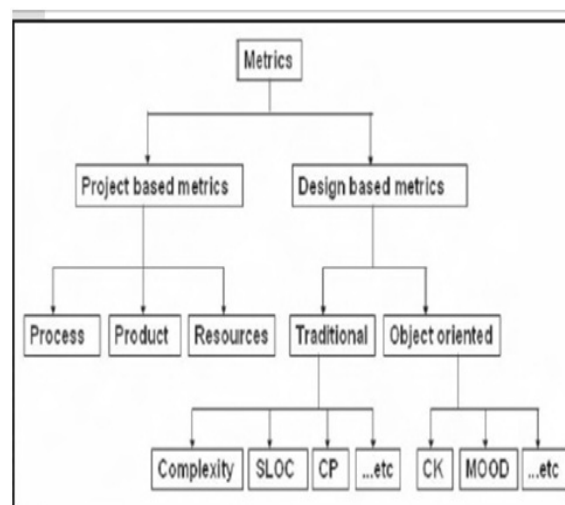 Metrics
Project based metrics
Design based metrics
Process
Product
Resources
Traditional
Object oriented
Complexity
SLOC
CP
...etc
CK
MOOD
...etc